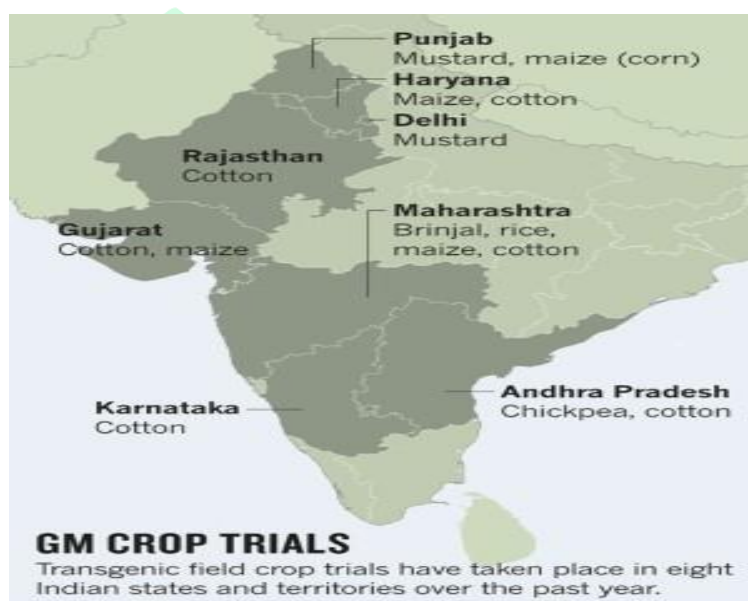 Punjab
Mustard, maize (corn)
Haryana
Maize, cotton
Delhi
Mustard
Rajasthan
Cotton
Gujarat
Cotton, maize
Maharashtra
Brinjal, rice,
maize, cotton
Andhra Pradesh
Chickpea, cotton
Karnataka
Cotton
GM CROP TRIALS
Transgenic field crop trials have taken place in eight
Indian states and territories over the past year.